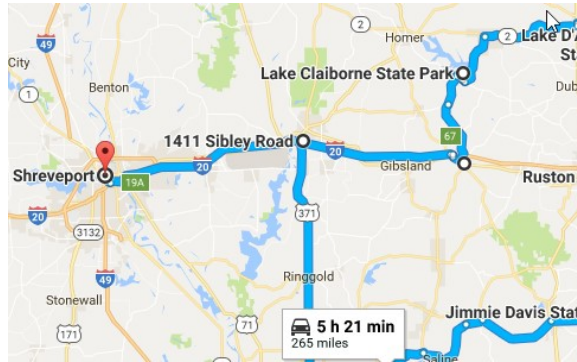 49
2
Homer
2
Lake D'A
Sta
City
1
Benton
Lake Claiborne State Park
Dub
1411 Sibley Road
67
Shreveport
19A
20
20
Gibsland
Ruston
20
371
3132
49
Ringgold
Stonewall
171
71
5 h 21 min
265 miles
Jimmie Davis Stat
Saline